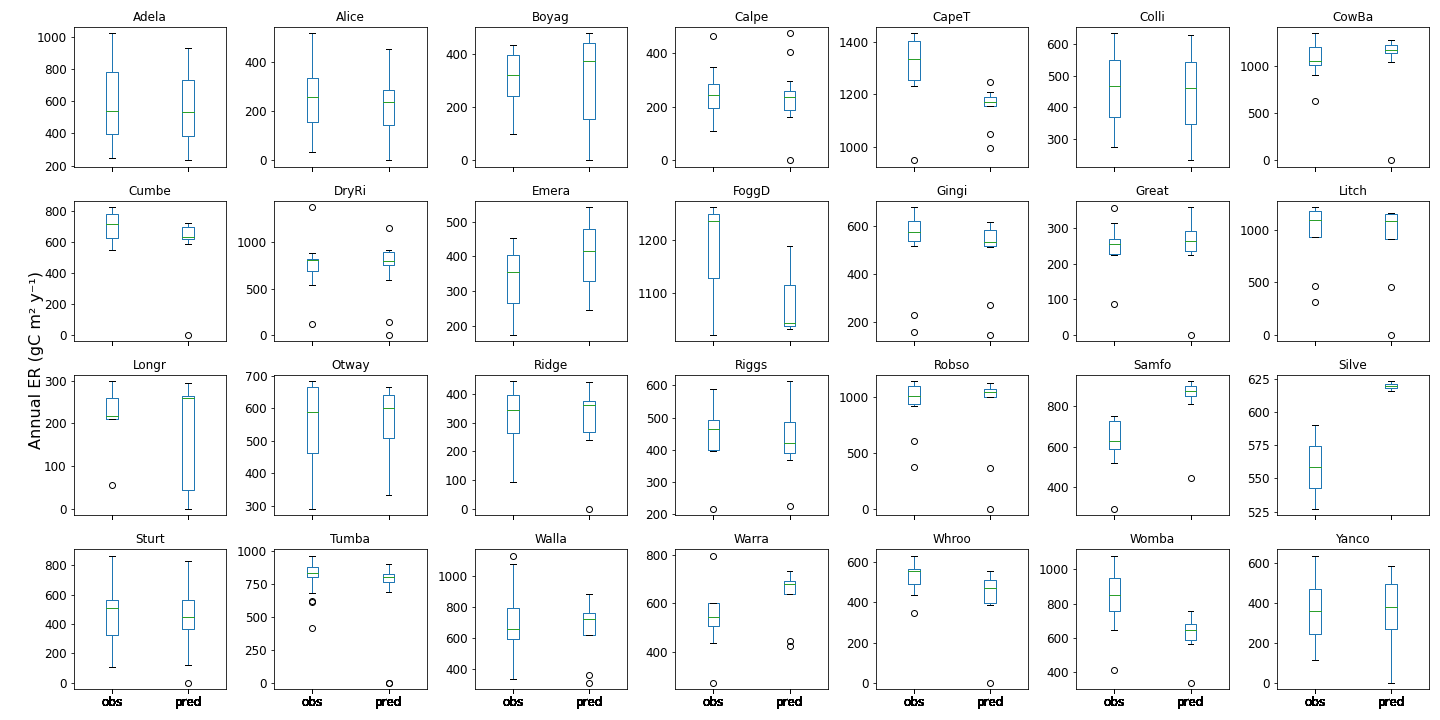 Adela Alice Boyag Calpe CapeT Colli CowBa
1000 800 600 400 200
400 200 0
400 200 0
400 200 0
1400 1200 1000
600 500 400 300
1000 500 0
Cumbe DryRi Emera FoggD Gingi Great Litch
800 600 400 200 0
1000 500 0
500 400 300 200
1200 1100
600 400 200
300 200 100 0
1000 500 0
Annual ER (gC m² y⁻¹)
Longr Otway Ridge Riggs Robso Samfo Silve
300 200 100 0
700 600 500 400 300
400 300 200 100 0
600 500 400 300 200
1000 500 0
800 600 400
625 600 575 550 525
Sturt Tumba Walla Warra Whroo Womba Yanco
800 600 400 200 0
1000 750 500 250 0
1000 800 600 400
800 600 400
600 400 200 0
1000 800 600 400
600 400 200 0
obs pred obs pred obs pred obs pred obs pred obs pred obs pred